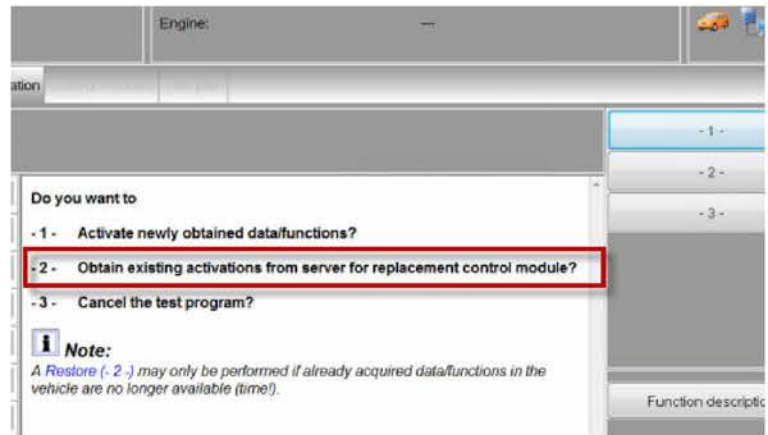 Engine:
---
ation
- 1 -
- 2 -
- 3 -
Do you want to
- 1 - Activate newly obtained data/functions?
- 2 - Obtain existing activations from server for replacement control module?
- 3 - Cancel the test program?
i Note:
A Restore (- 2 -) may only be performed if already acquired data/functions in the
vehicle are no longer available (time!).
Function descriptic